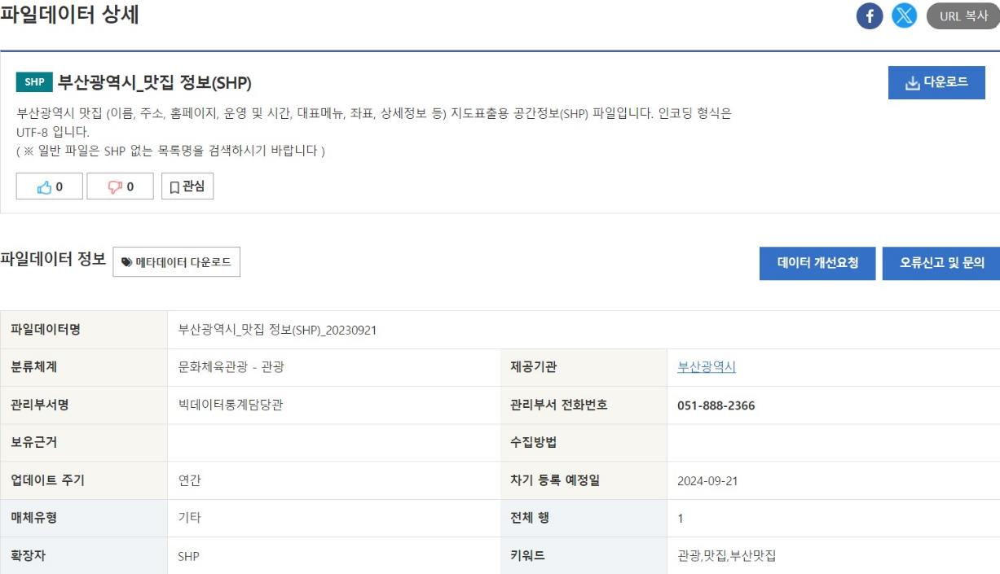 파일데이터 상세
URL 복사
SHP 부산광역시_맛집 정보(SHP)
다운로드
부산광역시 맛집 (이름, 주소, 홈페이지, 운영 및 시간, 대표메뉴, 좌표, 상세정보 등) 지도표출용 공간정보(SHP) 파일입니다. 인코딩 형식은
UTF-8 입니다.
( ※ 일반 파일은 SHP 없는 목록명을 검색하시기 바랍니다 )
0 0 관심
파일데이터 정보 메타데이터 다운로드 데이터 개선요청 오류신고 및 문의
파일데이터명 부산광역시_맛집 정보(SHP)_20230921
분류체계 문화체육관광 - 관광 제공기관 부산광역시
관리부서명 빅데이터통계담당관 관리부서 전화번호 051-888-2366
보유근거 수집방법
업데이트 주기 연간 차기 등록 예정일 2024-09-21
매체유형 기타 전체 행 1
확장자 SHP 키워드 관광,맛집,부산맛집